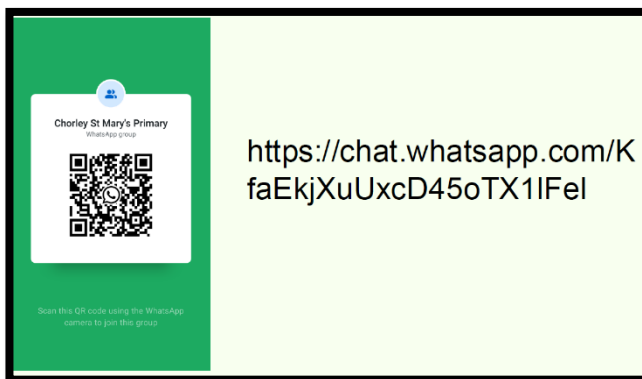 Chorley St Mary's Primary
WhatsApp group
Scan this QR code using the WhatsApp
camera to join this group
https://chat.whatsapp.com/K
faEkjXuUxcD45oTX1lFel